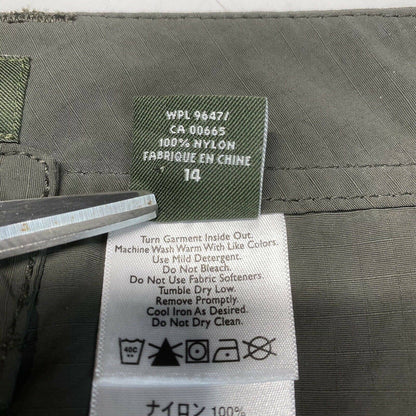 WPL 9647/
CA 00665
100% NYLON
FABRIQUE EN CHINE
14
Turn Garment Inside Out.
Machine Wash Warm With Like Colors.
Use Mild Detergent.
Do Not Bleach.
Do Not Use Fabric Softeners.
Tumble Dry Low.
Remove Promptly.
Cool Iron As Desired.
Do Not Dry Clean.
40C
ナイロン 100%